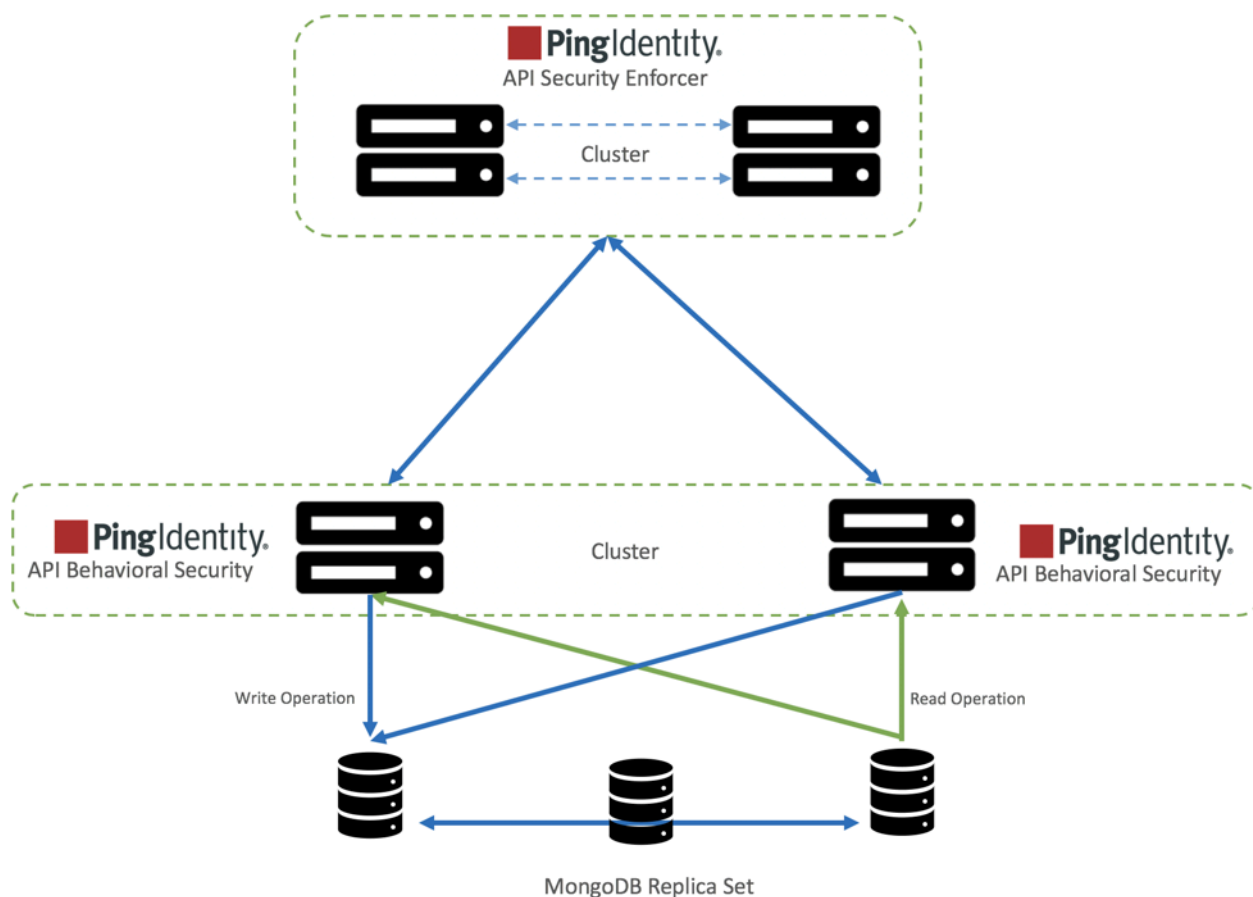 PingIdentity®
API Security Enforcer
Cluster
PingIdentity®
API Behavioral Security
Cluster
PingIdentity®
API Behavioral Security
Write Operation
Read Operation
MongoDB Replica Set